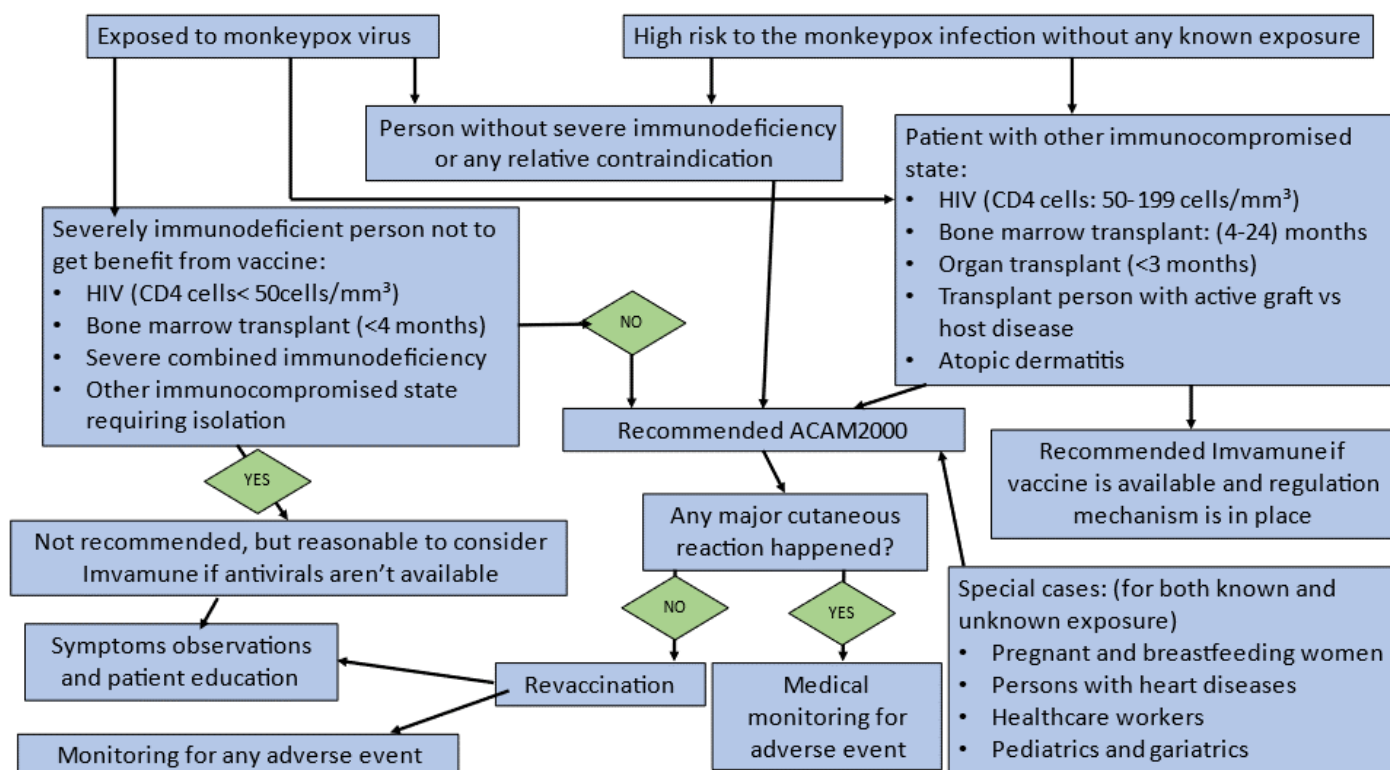 Exposed to monkeypox virus
High risk to the monkeypox infection without any known exposure
Person without severe immunodeficiency
or any relative contraindication
Patient with other immunocompromised
state:
• HIV (CD4 cells: 50-199 cells/mm³)
• Bone marrow transplant: (4-24) months
• Organ transplant (<3 months)
• Transplant person with active graft vs
host disease
• Atopic dermatitis
Severely immunodeficient person not to
get benefit from vaccine:
• HIV (CD4 cells< 50cells/mm³)
• Bone marrow transplant (<4 months)
• Severe combined immunodeficiency
• Other immunocompromised state
requiring isolation
NO
Recommended ACAM2000
Recommended Imvamune if
vaccine is available and regulation
mechanism is in place
YES
Not recommended, but reasonable to consider
Imvamune if antivirals aren't available
Any major cutaneous
reaction happened?
NO
YES
Symptoms observations
and patient education
Revaccination
Medical
monitoring for
adverse event
Monitoring for any adverse event
Special cases: (for both known and
unknown exposure)
• Pregnant and breastfeeding women
• Persons with heart diseases
• Healthcare workers
• Pediatrics and gariatrics